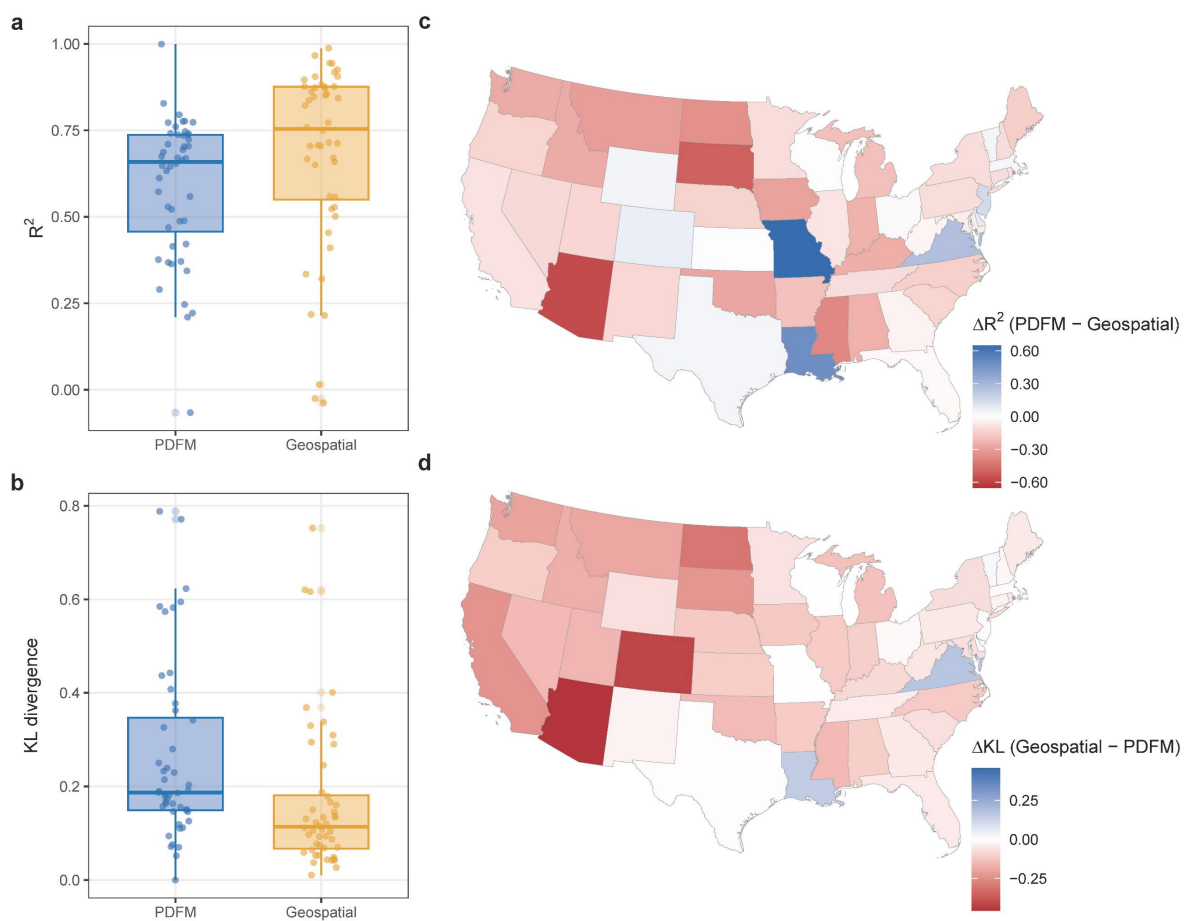 a
1.00
0.75
0.50
0.25
0.00
R²
PDFM Geospatial
b
0.8
0.6
0.4
0.2
0.0
KL divergence
PDFM Geospatial
c
ΔR² (PDFM − Geospatial)
0.60
0.30
0.00
−0.30
−0.60
d
ΔKL (Geospatial − PDFM)
0.25
0.00
−0.25